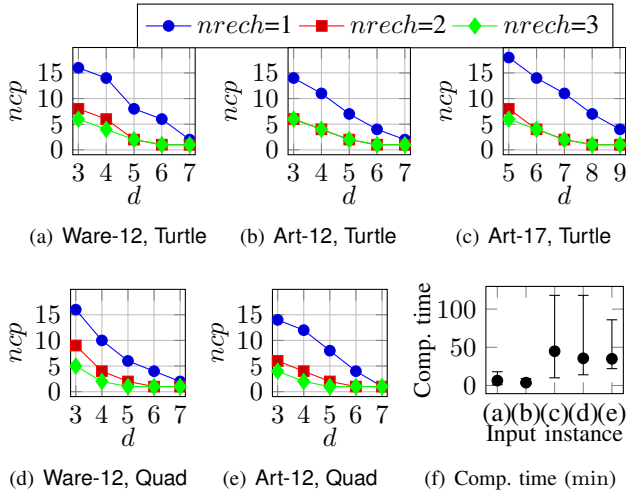 nrech=1 nrech=2 nrech=3
15
10
5
0
ncp
3 4 5 6 7
d
(a) Ware-12, Turtle
15
10
5
0
ncp
3 4 5 6 7
d
(b) Art-12, Turtle
15
10
5
0
ncp
5 6 7 8 9
d
(c) Art-17, Turtle
15
10
5
0
ncp
3 4 5 6 7
d
(d) Ware-12, Quad
15
10
5
0
ncp
3 4 5 6 7
d
(e) Art-12, Quad
100
50
0
Comp. time
(a)(b)(c)(d)(e)
Input instance
(f) Comp. time (min)